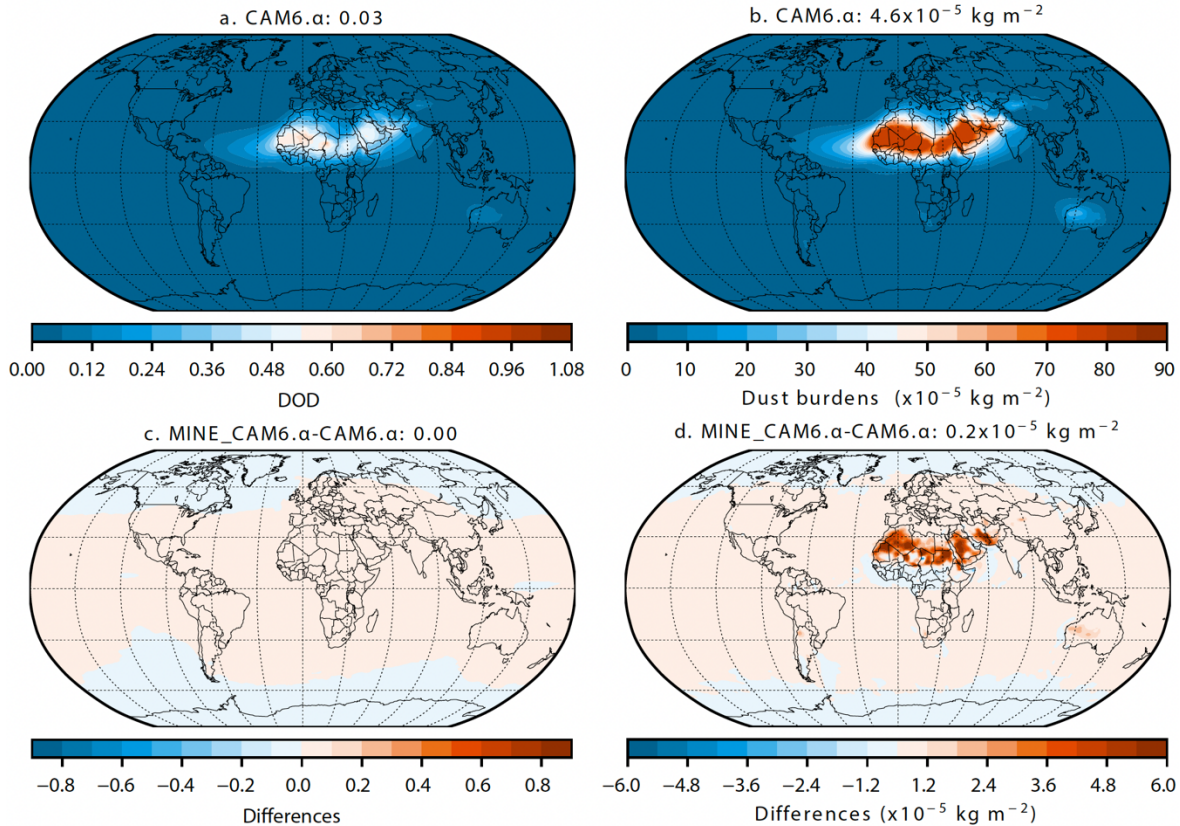 a. CAM6.α: 0.03
b. CAM6.α: 4.6x10⁻⁵ kg m⁻²
0.00 0.12 0.24 0.36 0.48 0.60 0.72 0.84 0.96 1.08
DOD
0 10 20 30 40 50 60 70 80 90
Dust burdens (x10⁻⁵ kg m⁻²)
c. MINE_CAM6.α-CAM6.α: 0.00
d. MINE_CAM6.α-CAM6.α: 0.2x10⁻⁵ kg m⁻²
−0.8 −0.6 −0.4 −0.2 0.0 0.2 0.4 0.6 0.8
Differences
−6.0 −4.8 −3.6 −2.4 −1.2 1.2 2.4 3.6 4.8 6.0
Differences (x10⁻⁵ kg m⁻²)